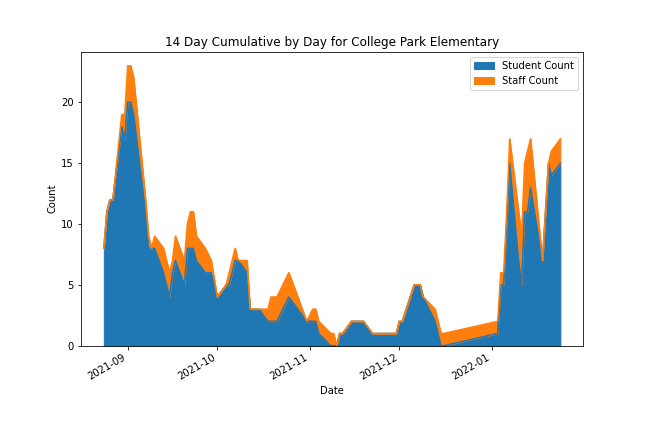 14 Day Cumulative by Day for College Park Elementary
Student Count
Staff Count
20
15
10
5
0
Count
2021-09
2021-10
2021-11
2021-12
2022-01
Date